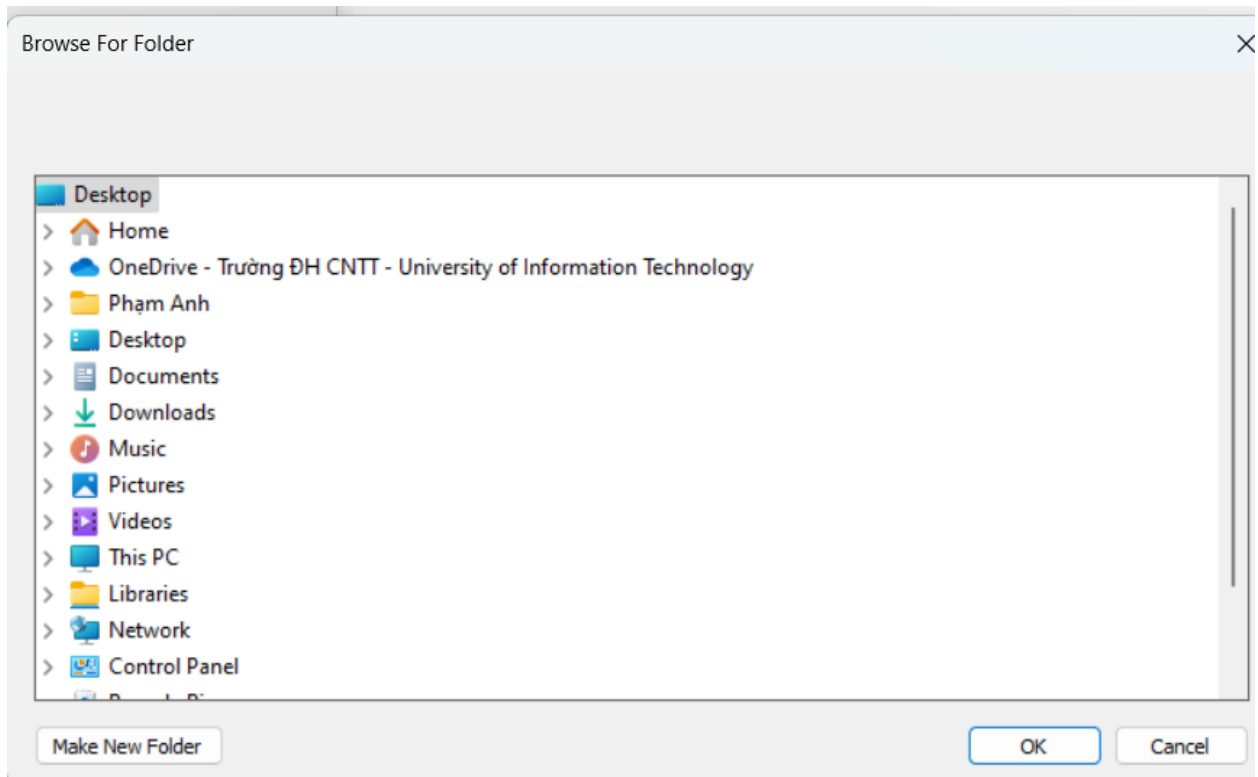 Browse For Folder
Desktop
Home
OneDrive - Trường ĐH CNTT - University of Information Technology
Phạm Anh
Desktop
Documents
Downloads
Music
Pictures
Videos
This PC
Libraries
Network
Control Panel
Make New Folder
OK
Cancel